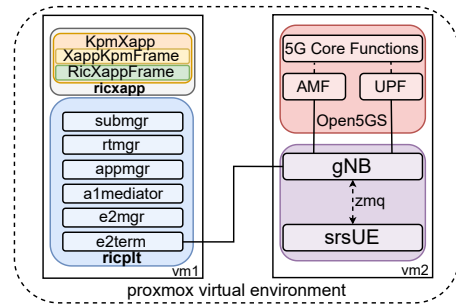 KpmXapp
XappKpmFrame
RicXappFrame
ricxapp
submgr
rtmgr
appmgr
a1mediator
e2mgr
e2term
ricplt
vm1
5G Core Functions
AMF
UPF
Open5GS
gNB
zmq
srsUE
vm2
proxmox virtual environment